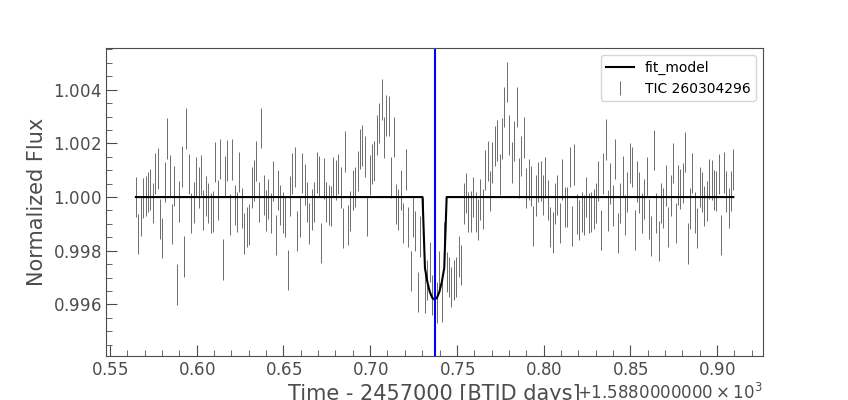 fit_model
TIC 260304296
Normalized Flux
1.004
1.002
1.000
0.998
0.996
0.55 0.60 0.65 0.70 0.75 0.80 0.85 0.90
Time - 2457000 [BTJD days]
+1.5880000000 × 10³